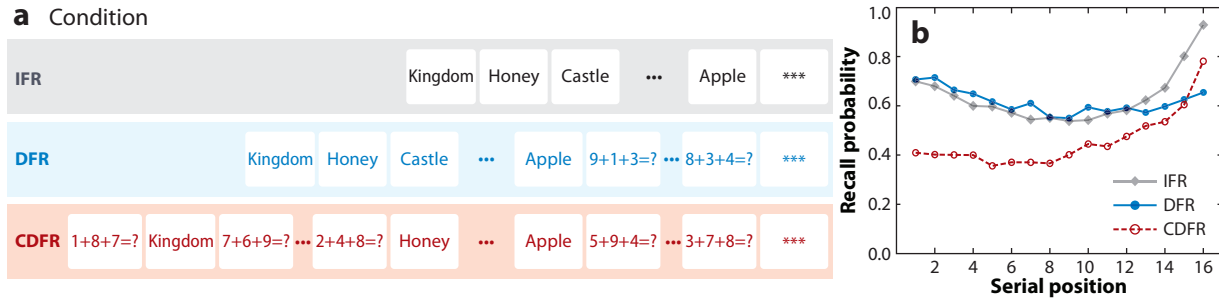 a Condition
IFR Kingdom Honey Castle ••• Apple ***
DFR Kingdom Honey Castle ••• Apple 9+1+3=? ••• 8+3+4=? ***
CDFR 1+8+7=? Kingdom 7+6+9=? ••• 2+4+8=? Honey ••• Apple 5+9+4=? ••• 3+7+8=? ***
b
Recall probability
1.0
0.8
0.6
0.4
0.2
0.0
IFR
DFR
CDFR
2 4 6 8 10 12 14 16
Serial position